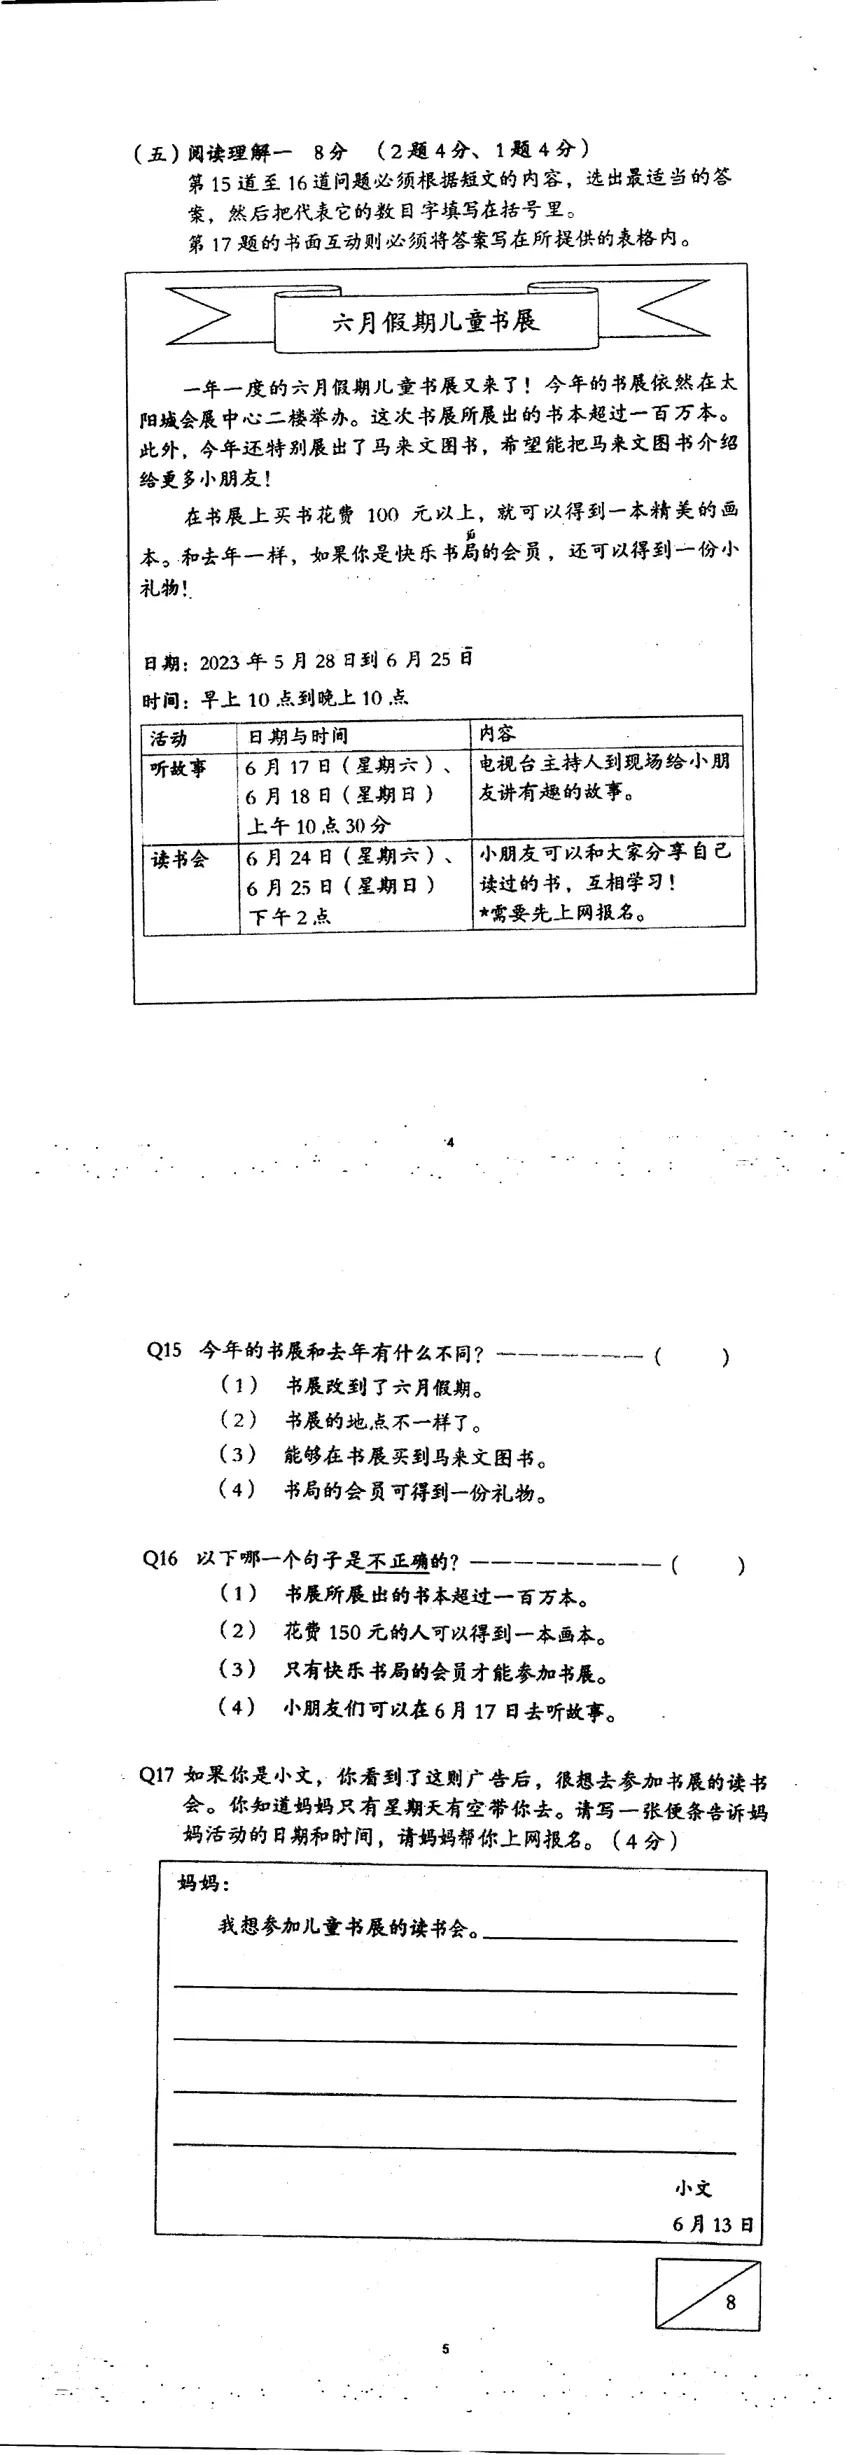 （五）阅读理解一 8分 （2题4分、1题4分）
第15道至16道问题必须根据短文的内容，选出最适当的答
案，然后把代表它的数目字填写在括号里。
第17题的书面互动则必须将答案写在所提供的表格内。
六月假期儿童书展
一年一度的六月假期儿童书展又来了！今年的书展依然在太
阳城会展中心二楼举办。这次书展所展出的书本超过一百万本。
此外，今年还特别展出了马来文图书，希望能把马来文图书介绍
给更多小朋友！
在书展上买书花费 100 元以上，就可以得到一本精美的画
本。和去年一样，如果你是快乐书局的会员，还可以得到一份小
礼物！
日期：2023 年 5 月 28 日到 6 月 25 日
时间：早上 10 点到晚上 10 点
活动 日期与时间 内容
听故事 6 月 17 日（星期六）、 电视台主持人到现场给小朋
6 月 18 日（星期日） 友讲有趣的故事。
上午 10 点 30 分
读书会 6 月 24 日（星期六）、 小朋友可以和大家分享自己
6 月 25 日（星期日） 读过的书，互相学习！
下午 2 点 *需要先上网报名。
4
Q15 今年的书展和去年有什么不同？ ———————— ( )
（1） 书展改到了六月假期。
（2） 书展的地点不一样了。
（3） 能够在书展买到马来文图书。
（4） 书局的会员可得到一份礼物。
Q16 以下哪一个句子是不正确的？ —————————— ( )
（1） 书展所展出的书本超过一百万本。
（2） 花费 150 元的人可以得到一本画本。
（3） 只有快乐书局的会员才能参加书展。
（4） 小朋友们可以在 6 月 17 日去听故事。
Q17 如果你是小文，你看到了这则广告后，很想去参加书展的读书
会。你知道妈妈只有星期天有空带你去。请写一张便条告诉妈
妈活动的日期和时间，请妈妈帮你上网报名。（4 分）
妈妈：
我想参加儿童书展的读书会。
小文
6 月 13 日
8
5